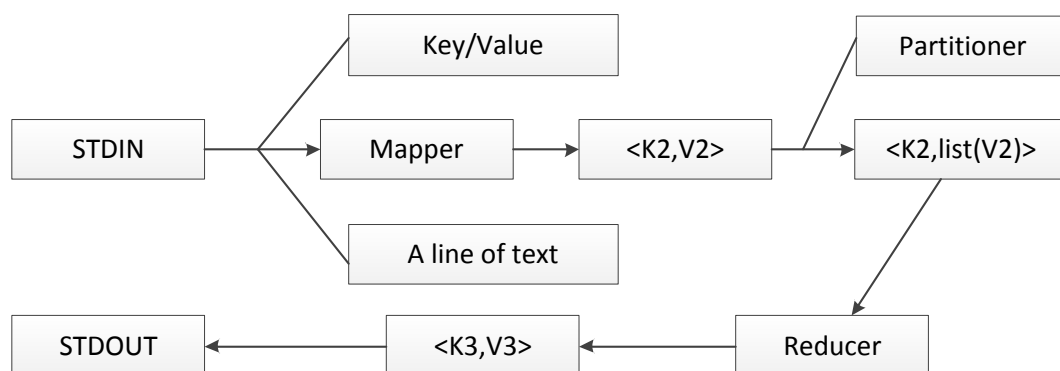 Key/Value
Partitioner
STDIN
Mapper
<K2,V2>
<K2,list(V2)>
A line of text
STDOUT
<K3,V3>
Reducer